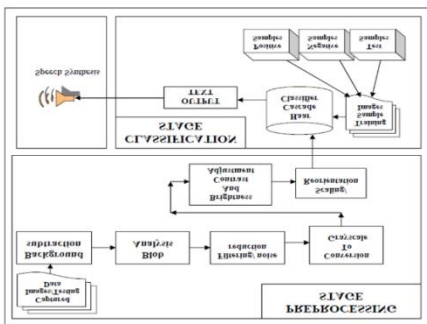 PREPROCESSING
STAGE
Captured
Images/Testing
Data
Background
subtraction
Blob
Analysis
Filtering/noise
reduction
Conversion
To
Grayscale
Brightness
And
Contrast
Adjustment
Scaling/
Reorientation
CLASSIFICATION
STAGE
Haar
Cascade
Classifier
Training
Sample
Images
OUTPUT
TEXT
Speech Synthesis
Positive
Samples
Negative
Samples
Test
Samples